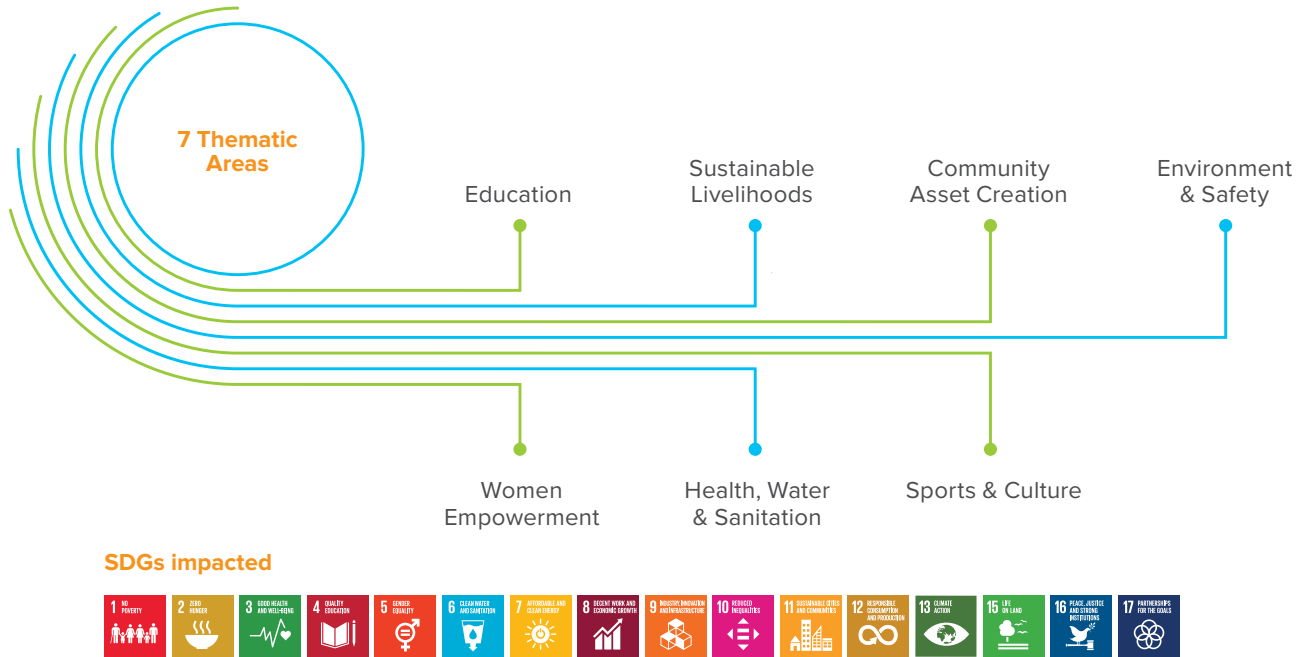 7 Thematic
Areas
Education
Sustainable
Livelihoods
Community
Asset Creation
Environment
& Safety
Women
Empowerment
Health, Water
& Sanitation
Sports & Culture
SDGs impacted
1 NO
POVERTY
2 ZERO
HUNGER
3 GOOD HEALTH
AND WELL-BEING
4 QUALITY
EDUCATION
5 GENDER
EQUALITY
6 CLEAN WATER
AND SANITATION
7 AFFORDABLE AND
CLEAN ENERGY
8 DECENT WORK AND
ECONOMIC GROWTH
9 INDUSTRY, INNOVATION
AND INFRASTRUCTURE
10 REDUCED
INEQUALITIES
11 SUSTAINABLE CITIES
AND COMMUNITIES
12 RESPONSIBLE
CONSUMPTION
AND PRODUCTION
13 CLIMATE
ACTION
15 LIFE
ON LAND
16 PEACE, JUSTICE
AND STRONG
INSTITUTIONS
17 PARTNERSHIPS
FOR THE GOALS